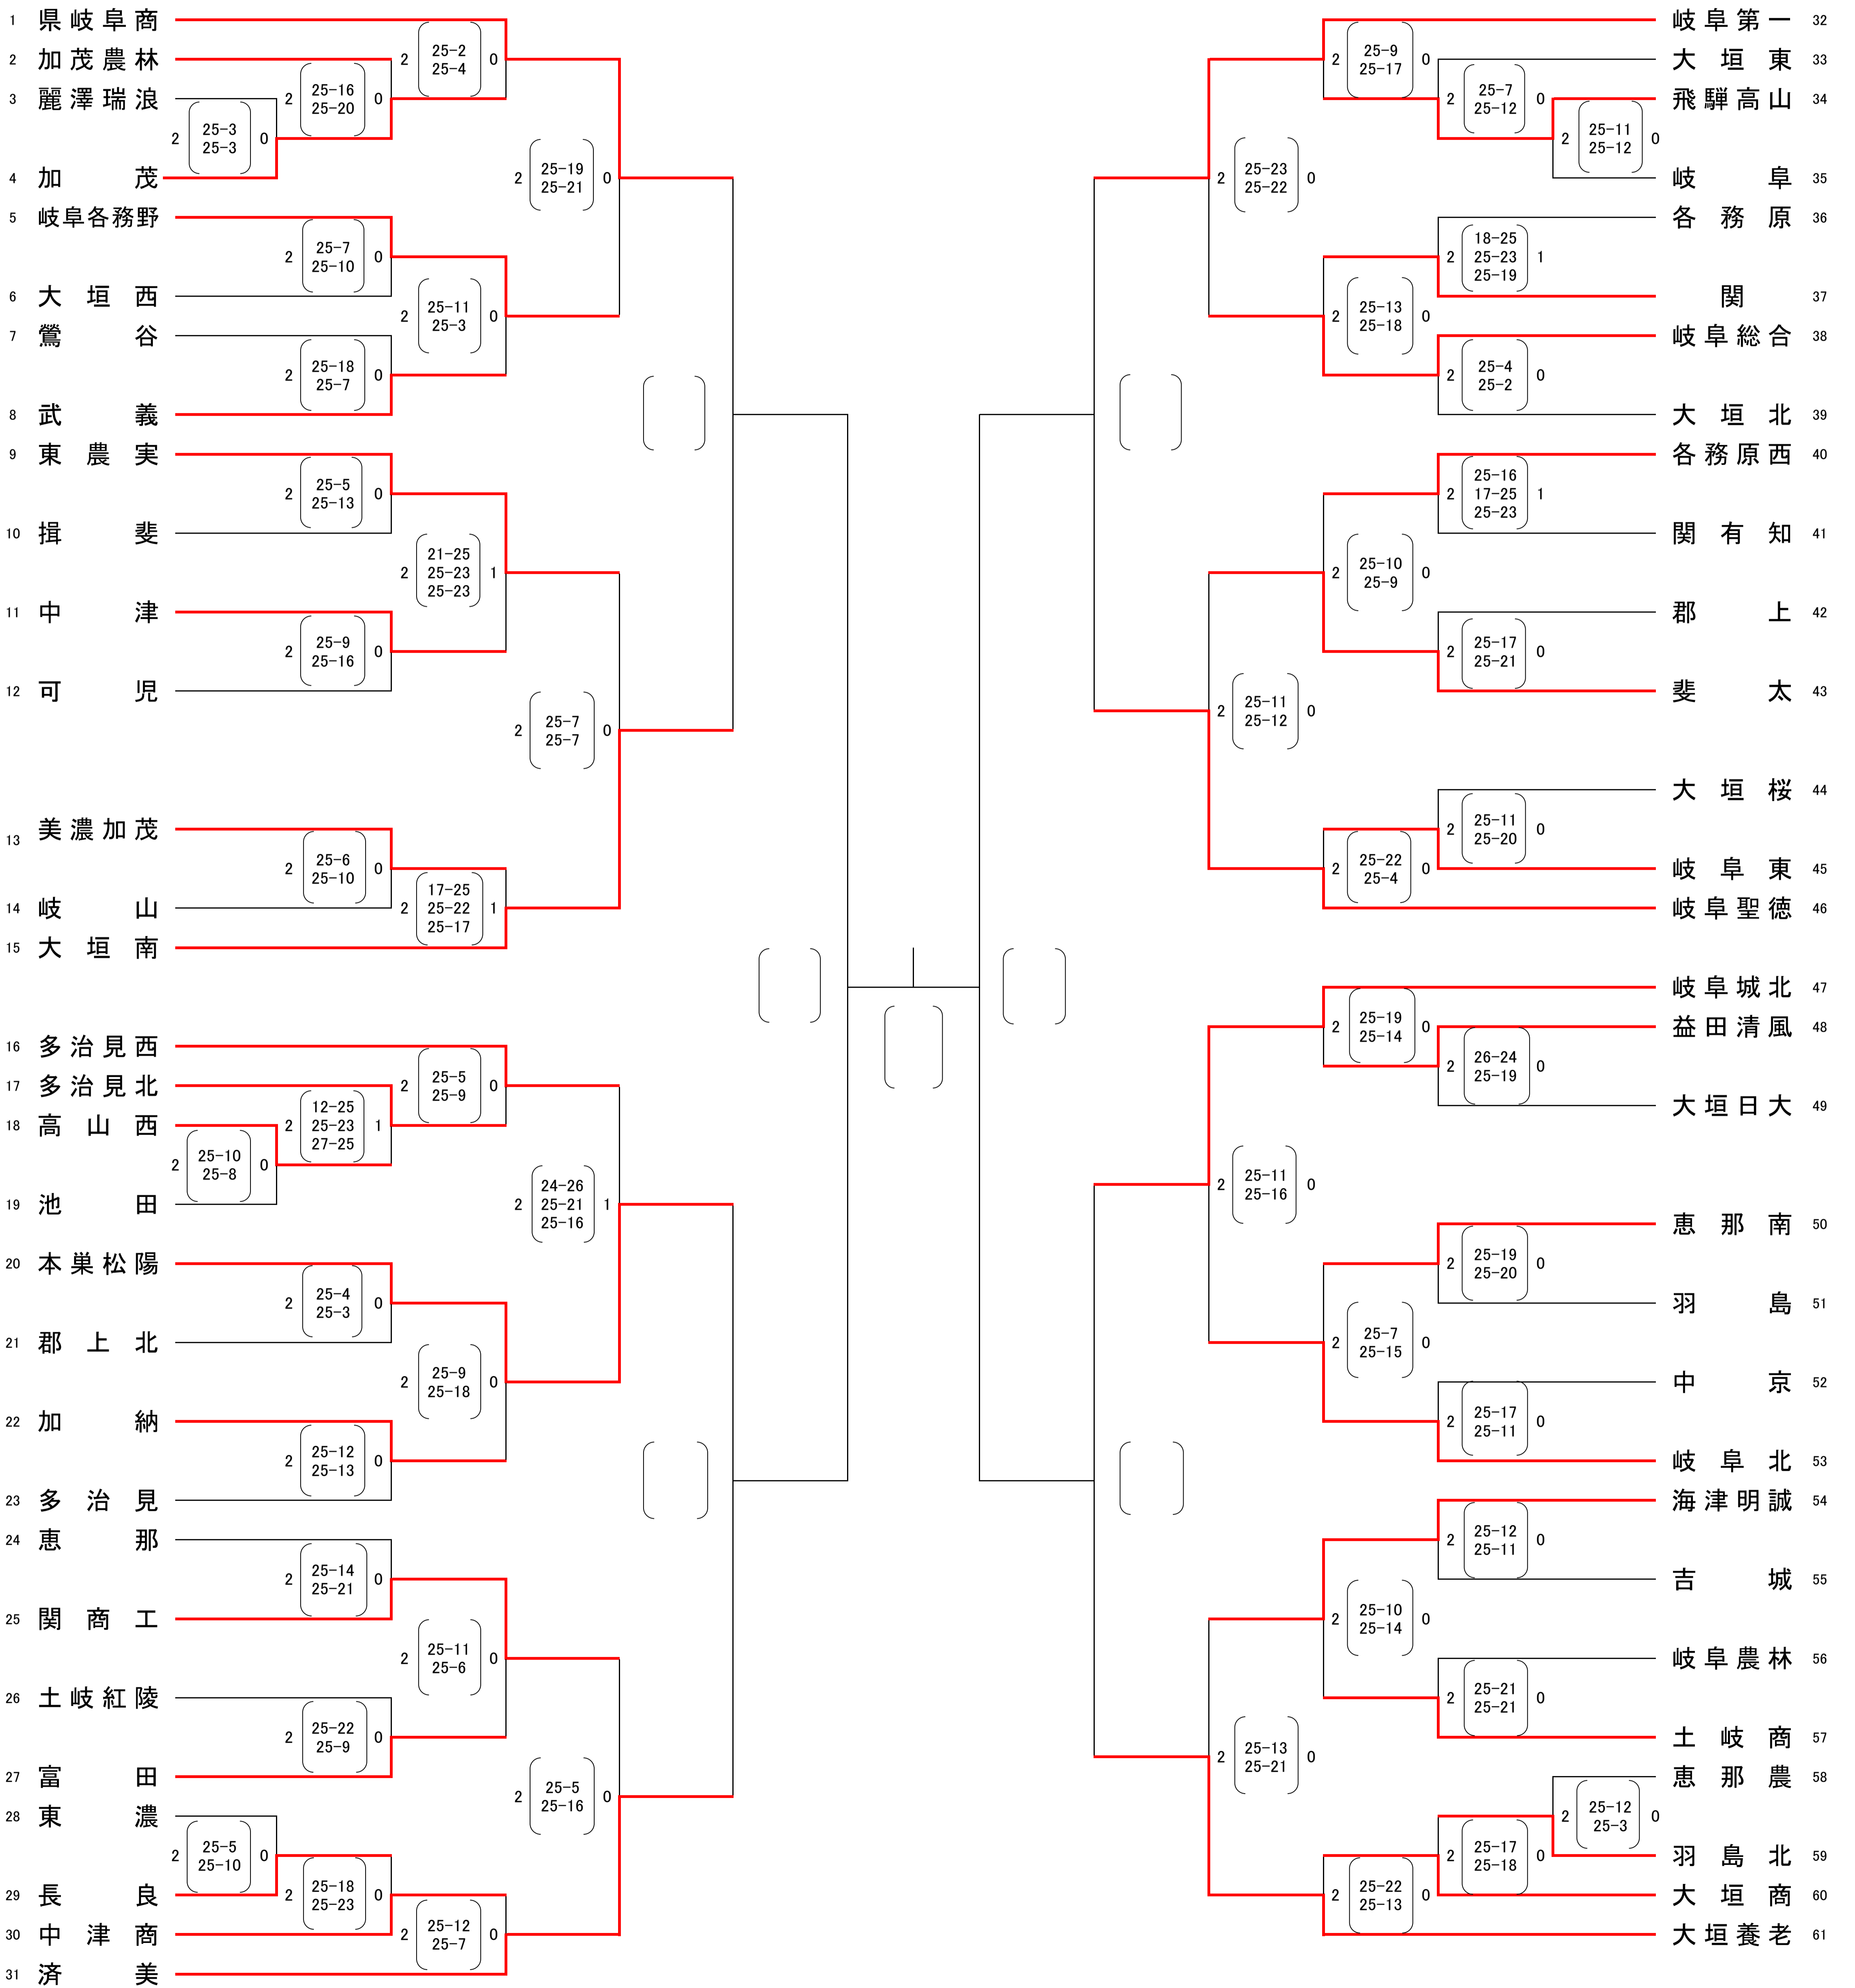 1 県岐阜商
2 加茂農林
3 麗澤瑞浪
4 加茂
5 岐阜各務野
6 大垣西
7 鶯谷
8 武義
9 東農実
10 揖斐
11 中津
12 可児
13 美濃加茂
14 岐山
15 大垣南
16 多治見西
17 多治見北
18 高山西
19 池田
20 本巣松陽
21 郡上北
22 加納
23 多治見
24 恵那
25 関商工
26 土岐紅陵
27 富田
28 東濃
29 長良
30 中津商
31 済美
2 25-3 0
25-3
2 25-10 0
25-8
2 25-5 0
25-10
2 25-16 0
25-20
2 25-7 0
25-10
2 25-18 0
25-7
2 25-5 0
25-13
2 25-9 0
25-16
2 25-6 0
25-10
12-25
2 25-23 1
27-25
2 25-4 0
25-3
2 25-12 0
25-13
2 25-14 0
25-21
2 25-22 0
25-9
2 25-18 0
25-23
2 25-2 0
25-4
2 25-11 0
25-3
21-25
2 25-23 1
25-23
17-25
2 25-22 1
25-17
2 25-5 0
25-9
2 25-9 0
25-18
2 25-11 0
25-6
2 25-12 0
25-7
2 25-19 0
25-21
2 25-7 0
25-7
24-26
2 25-21 1
25-16
2 25-5 0
25-16
2 25-23 0
25-22
2 25-11 0
25-12
2 25-11 0
25-16
2 25-13 0
25-21
2 25-9 0
25-17
2 25-13 0
25-18
2 25-10 0
25-9
2 25-22 0
25-4
2 25-19 0
25-14
2 25-7 0
25-15
2 25-10 0
25-14
2 25-22 0
25-13
2 25-7 0
25-12
18-25
2 25-23 1
25-19
2 25-4 0
25-2
25-16
2 17-25 1
25-23
2 25-17 0
25-21
2 25-11 0
25-20
2 26-24 0
25-19
2 25-19 0
25-20
2 25-17 0
25-11
2 25-12 0
25-11
2 25-21 0
25-21
2 25-17 0
25-18
2 25-11 0
25-12
2 25-12 0
25-3
岐阜第一 32
大垣東 33
飛騨高山 34
岐阜 35
各務原 36
関 37
岐阜総合 38
大垣北 39
各務原西 40
関有知 41
郡上 42
斐太 43
大垣桜 44
岐阜東 45
岐阜聖徳 46
岐阜城北 47
益田清風 48
大垣日大 49
恵那南 50
羽島 51
中京 52
岐阜北 53
海津明誠 54
吉城 55
岐阜農林 56
土岐商 57
恵那農 58
羽島北 59
大垣商 60
大垣養老 61